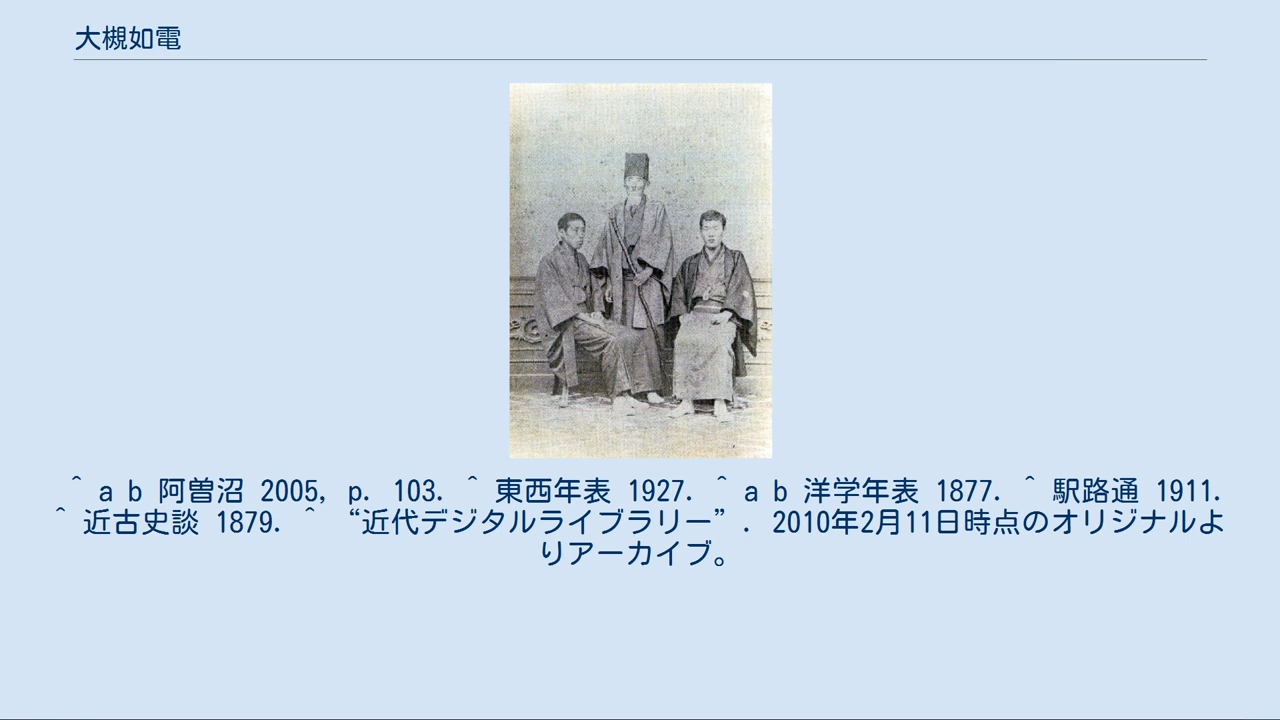 大槻如電
^ a b 阿曽沼 2005, p. 103. ^ 東西年表 1927. ^ a b 洋学年表 1877. ^ 駅路通 1911.
^ 近古史談 1879. ^ “近代デジタルライブラリー”. 2010年2月11日時点のオリジナルよ
りアーカイブ。